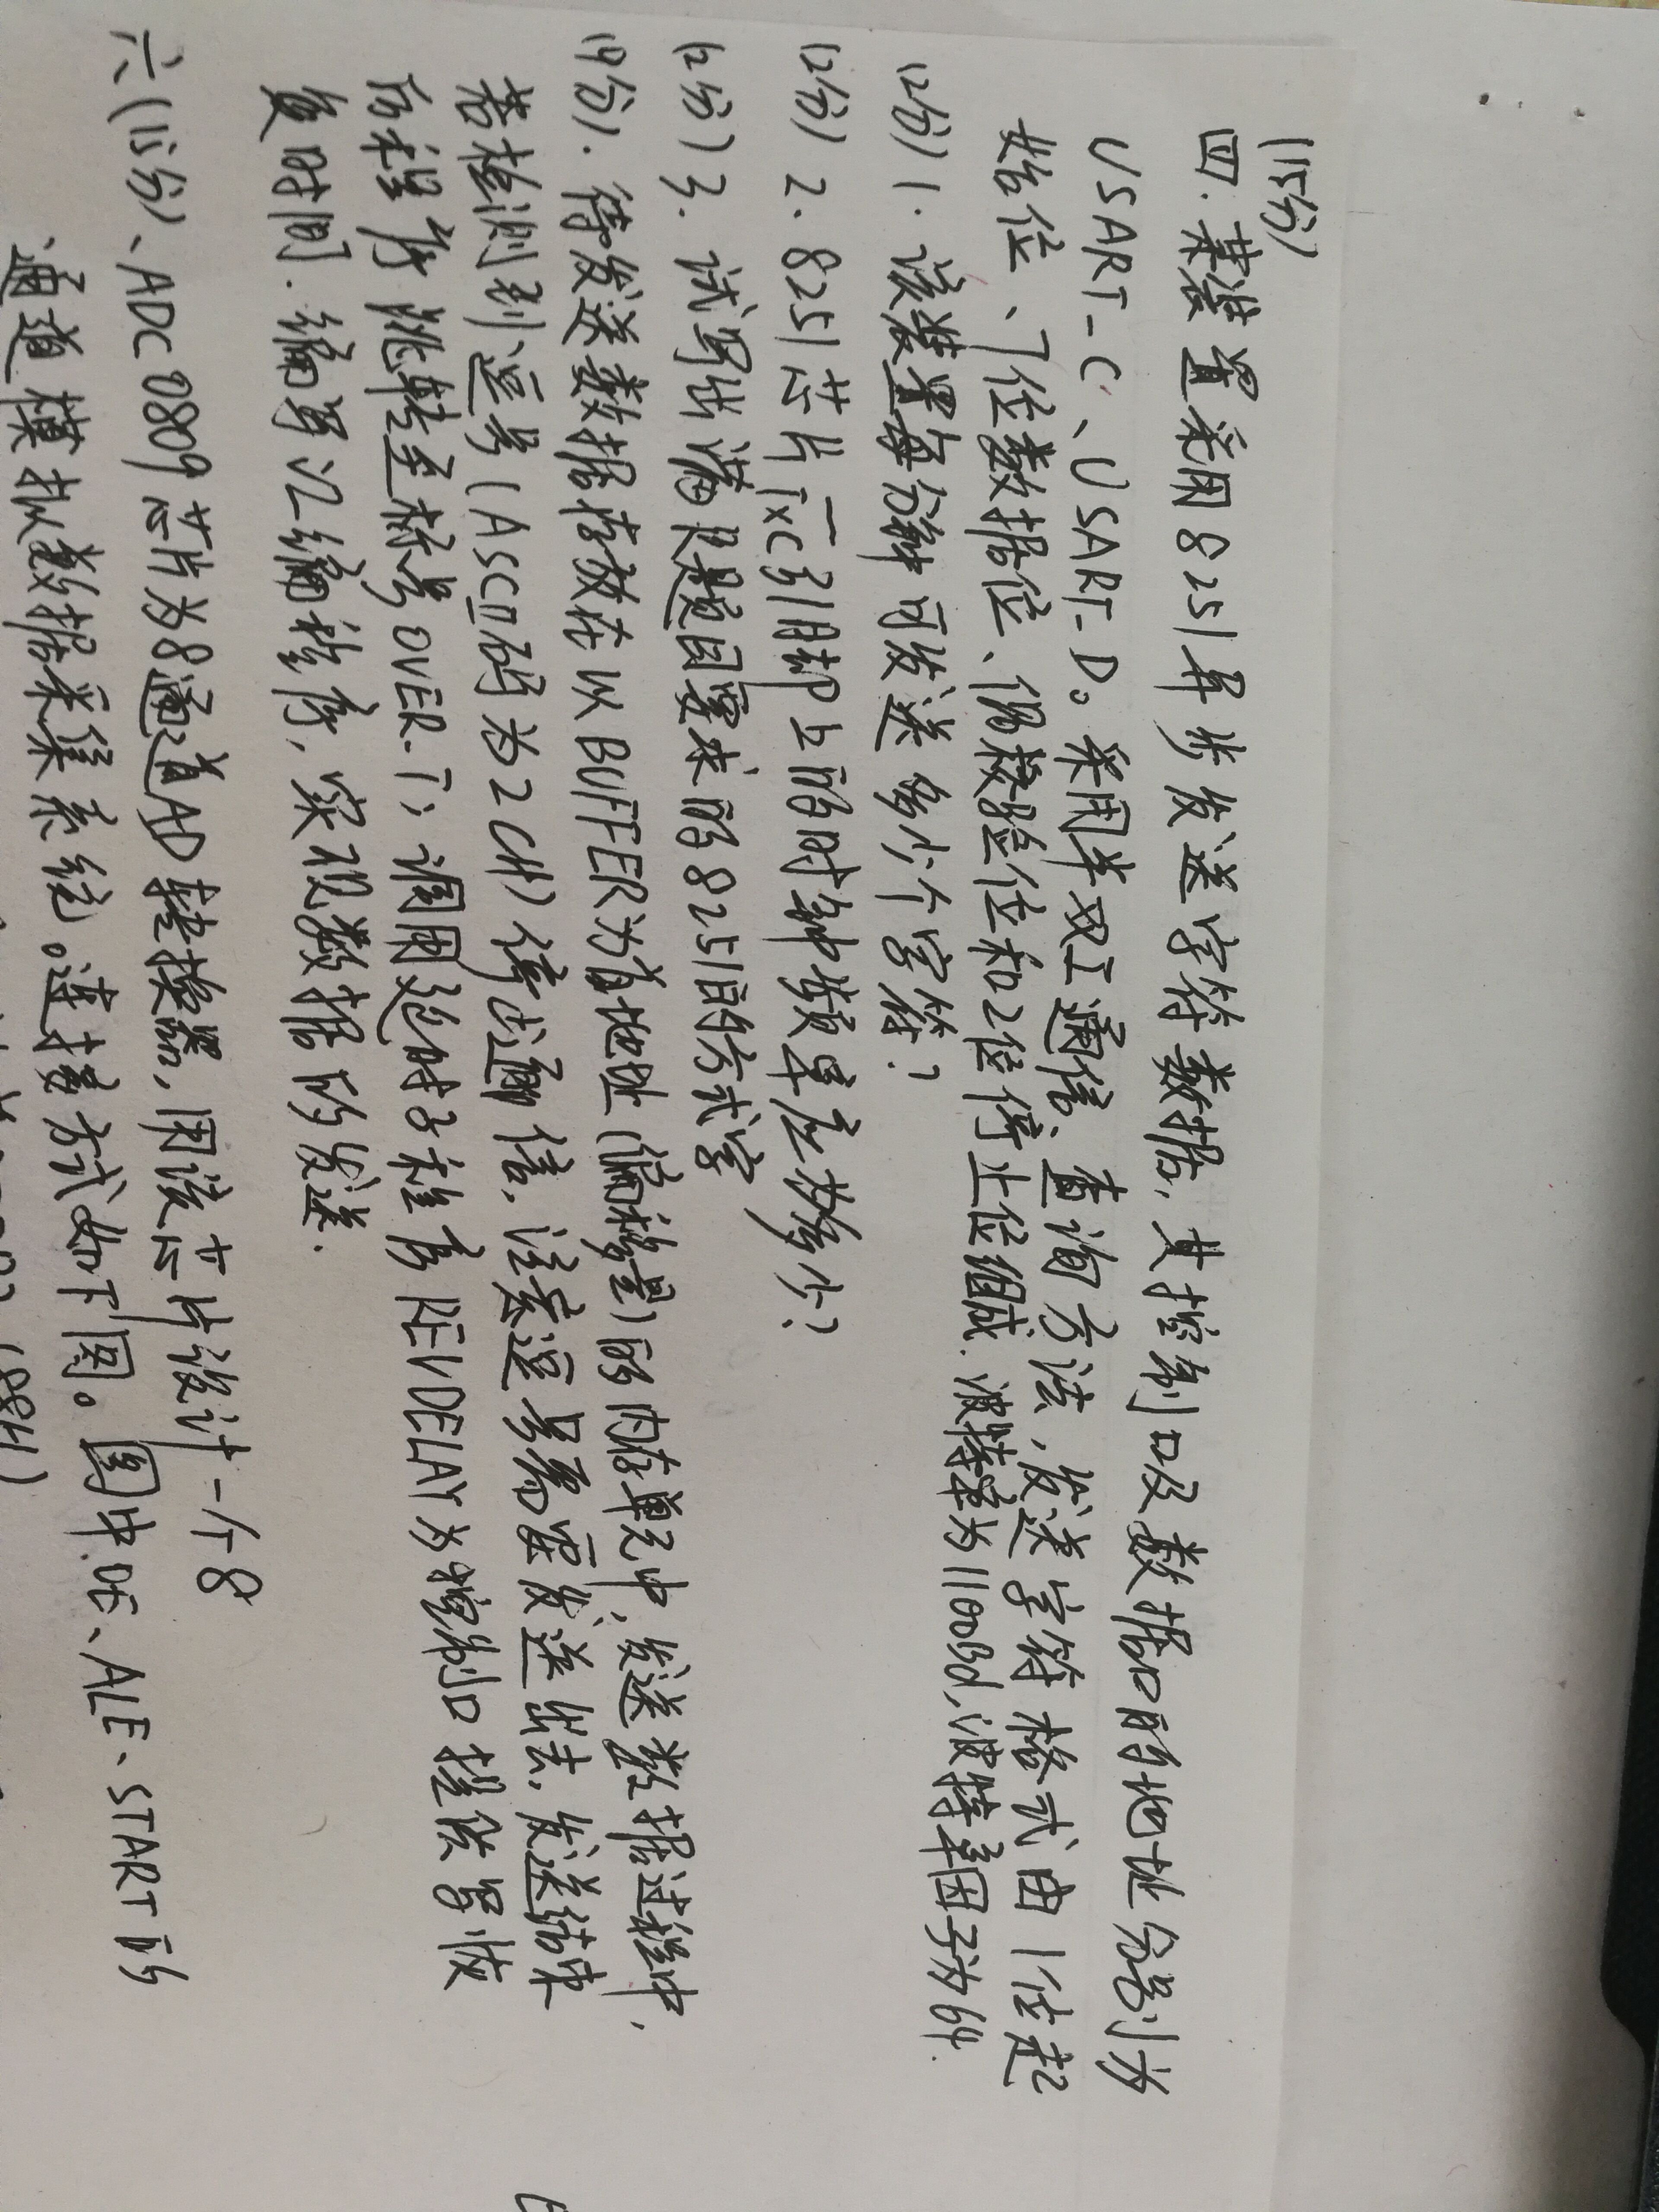 (15分)
四.某装置采用8251异步发送字符数据,其控制口及数据口的地址分别为
USART_C、USART_D。采用半双工通信、查询方法,发送字符格式由1位起
始位、7位数据位、偶校验位和2位停止位组成.波特率为1100Bd,波特率因子为64.
(2分)1.该装置每分钟可发送多少个字符?
(2分)2.8251芯片TxC引脚上的时钟频率应为多少?
(2分)3.试写出满足题目要求的8251的方式字
(9分).待发送数据存放在以BUFFER为首地址(偏移量)的内存单元中,发送数据过程中,
若检测到逗号(ASCII码为2CH)停止通信,注意逗号需要发送出去,发送结束
后程序跳转至标号OVER_T;调用延时子程序REVDELAY为控制口提供写恢
复时间.编写汇编程序,实现数据的发送.
六(15分)、ADC0809芯片为8通道AD转换器,用该芯片设计一个8
通道模拟数据采集系统。连接方式如下图。图中OE、ALE、START的
(88H)